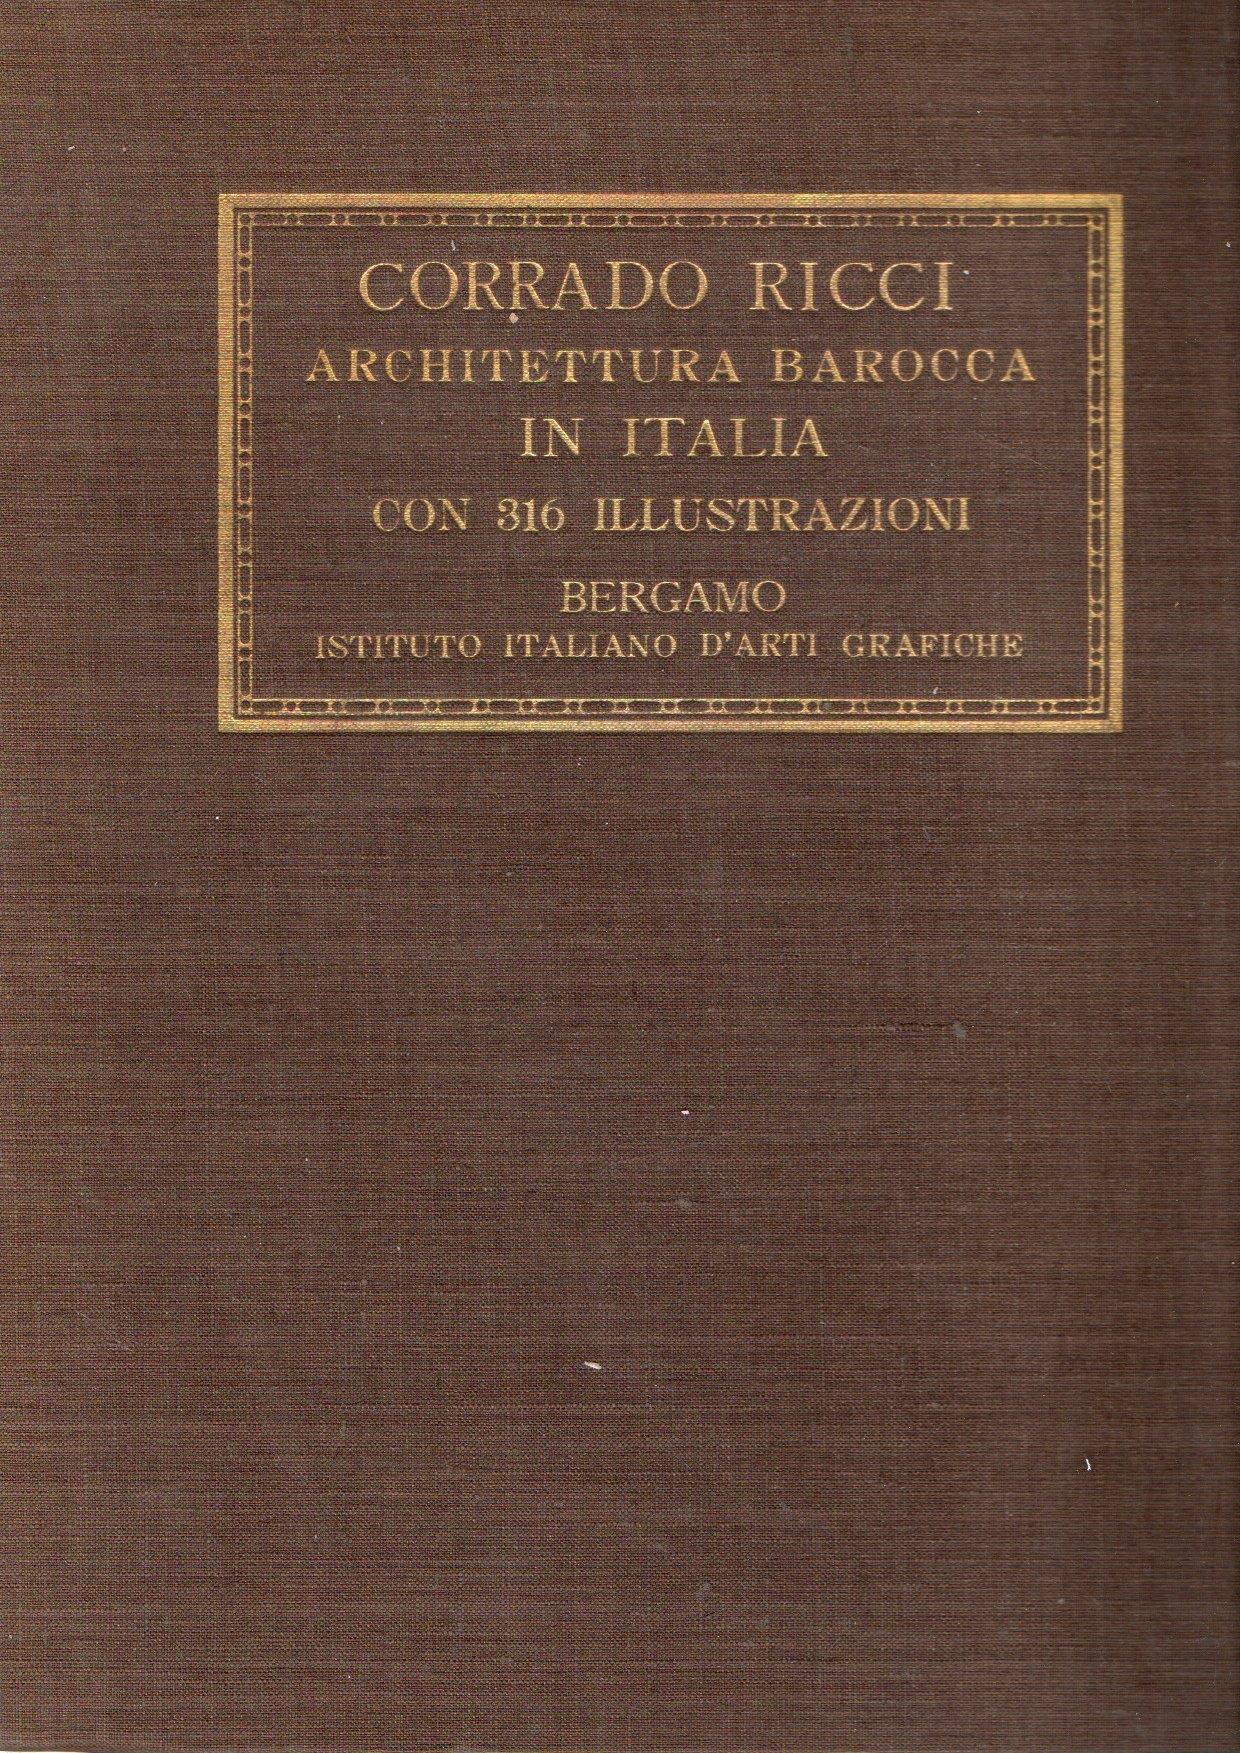 CORRADO RICCI
ARCHITETTURA BAROCCA
IN ITALIA
CON 316 ILLUSTRAZIONI
BERGAMO
ISTITUTO ITALIANO D'ARTI GRAFICHE